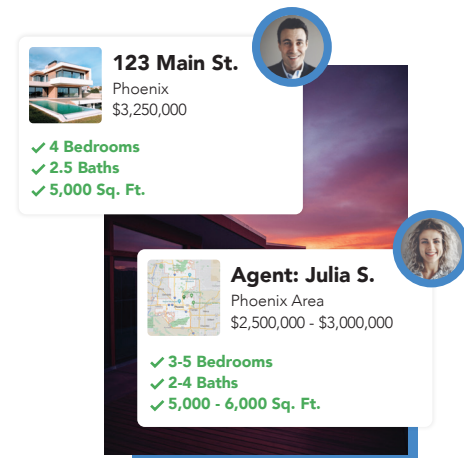 123 Main St.
Phoenix
$3,250,000
4 Bedrooms
2.5 Baths
5,000 Sq. Ft.
Agent: Julia S.
Phoenix Area
$2,500,000 - $3,000,000
3-5 Bedrooms
2-4 Baths
5,000 - 6,000 Sq. Ft.